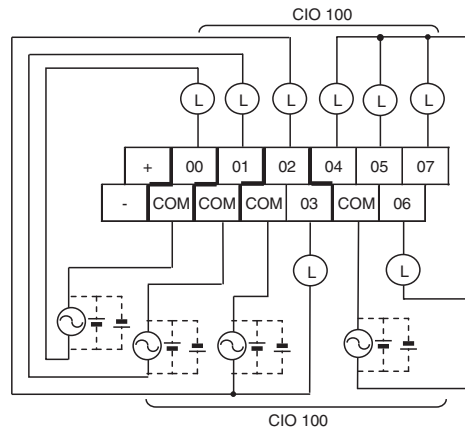 CIO 100
L L L L L L
+ 00 01 02 04 05 07
- COM COM COM 03 COM 06
L L
CIO 100